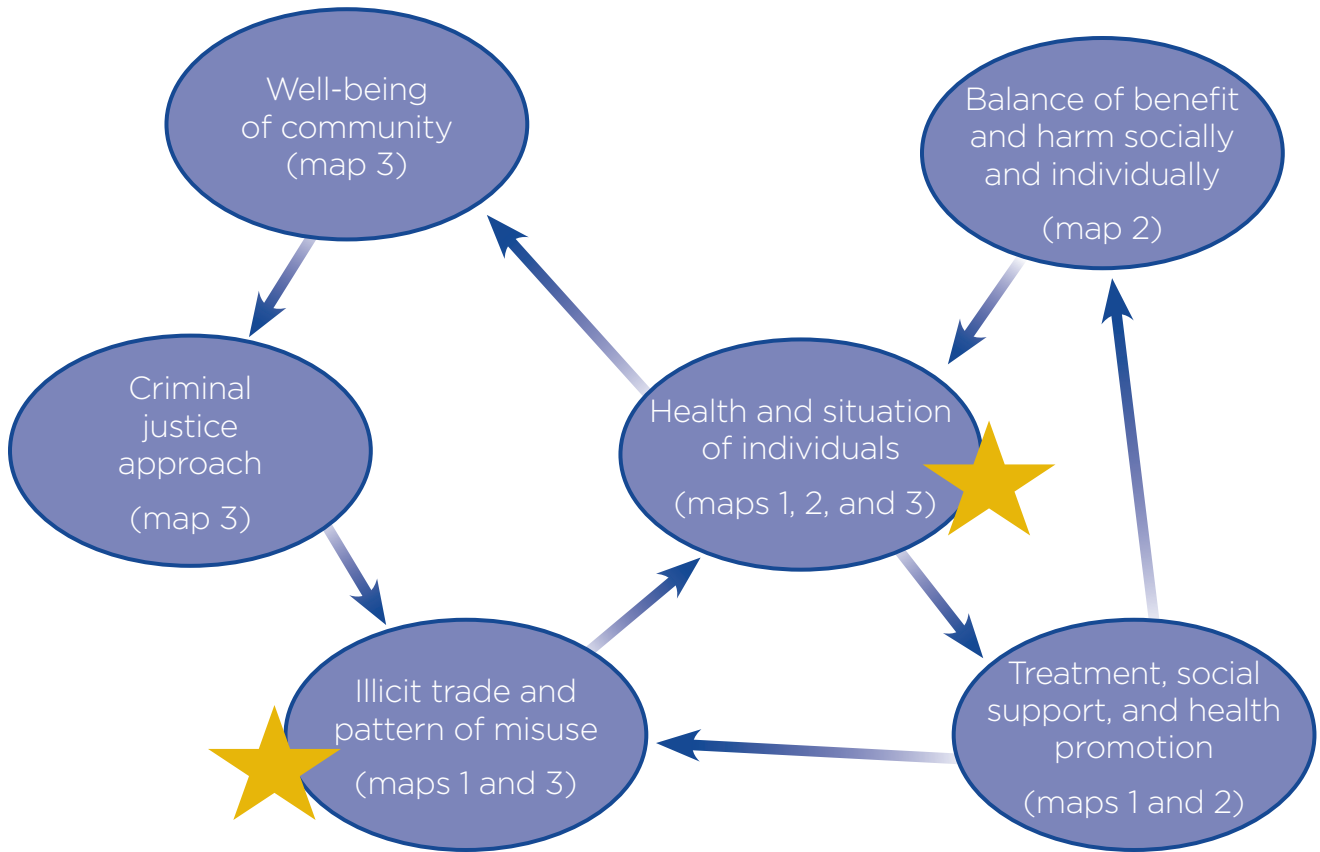 Well-being
of community
(map 3)
Balance of benefit
and harm socially
and individually
(map 2)
Criminal
justice
approach
(map 3)
Health and situation
of individuals
(maps 1, 2, and 3)
Illicit trade and
pattern of misuse
(maps 1 and 3)
Treatment, social
support, and health
promotion
(maps 1 and 2)